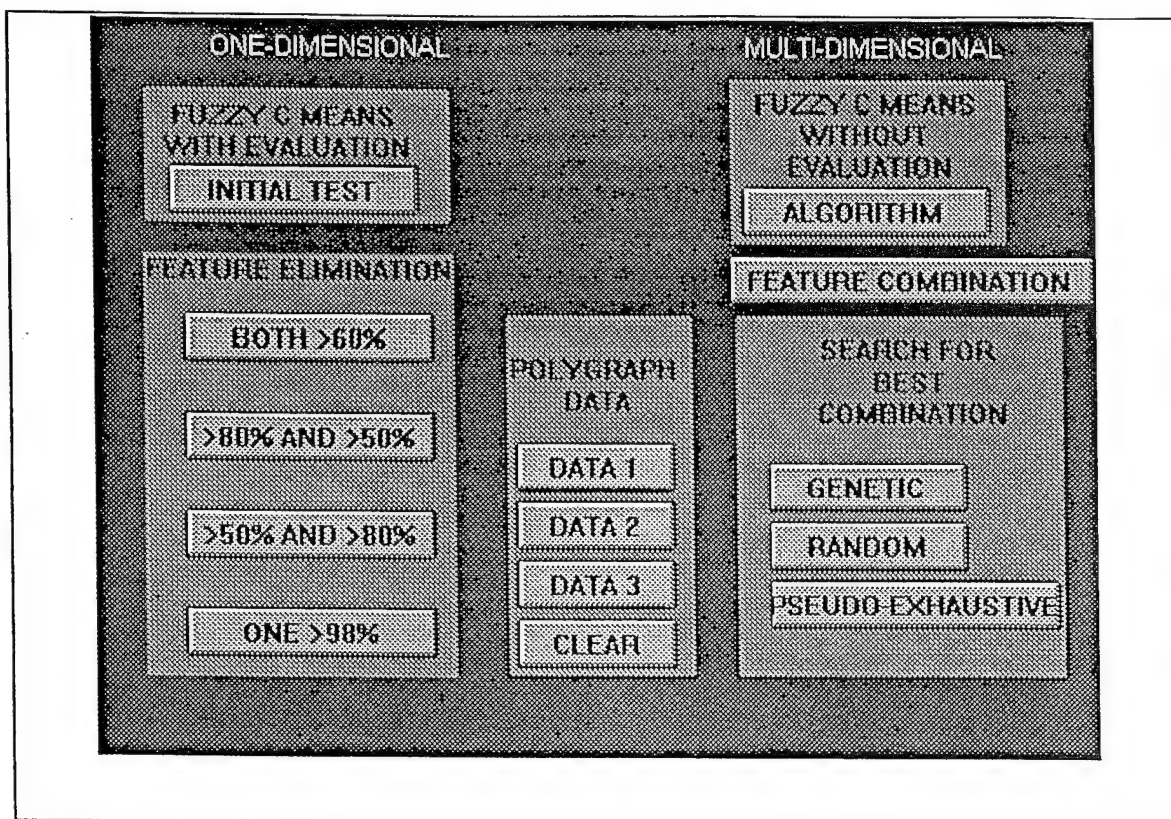 ONE-DIMENSIONAL
FUZZY C MEANS
WITH EVALUATION
INITIAL TEST
FEATURE ELIMINATION
BOTH >60%
>80% AND >50%
>50% AND >80%
ONE >98%
POLYGRAPH
DATA
DATA 1
DATA 2
DATA 3
CLEAR
MULTI-DIMENSIONAL
FUZZY C MEANS
WITHOUT
EVALUATION
ALGORITHM
FEATURE COMBINATION
SEARCH FOR
BEST
COMBINATION
GENETIC
RANDOM
PSEUDO-EXHAUSTIVE